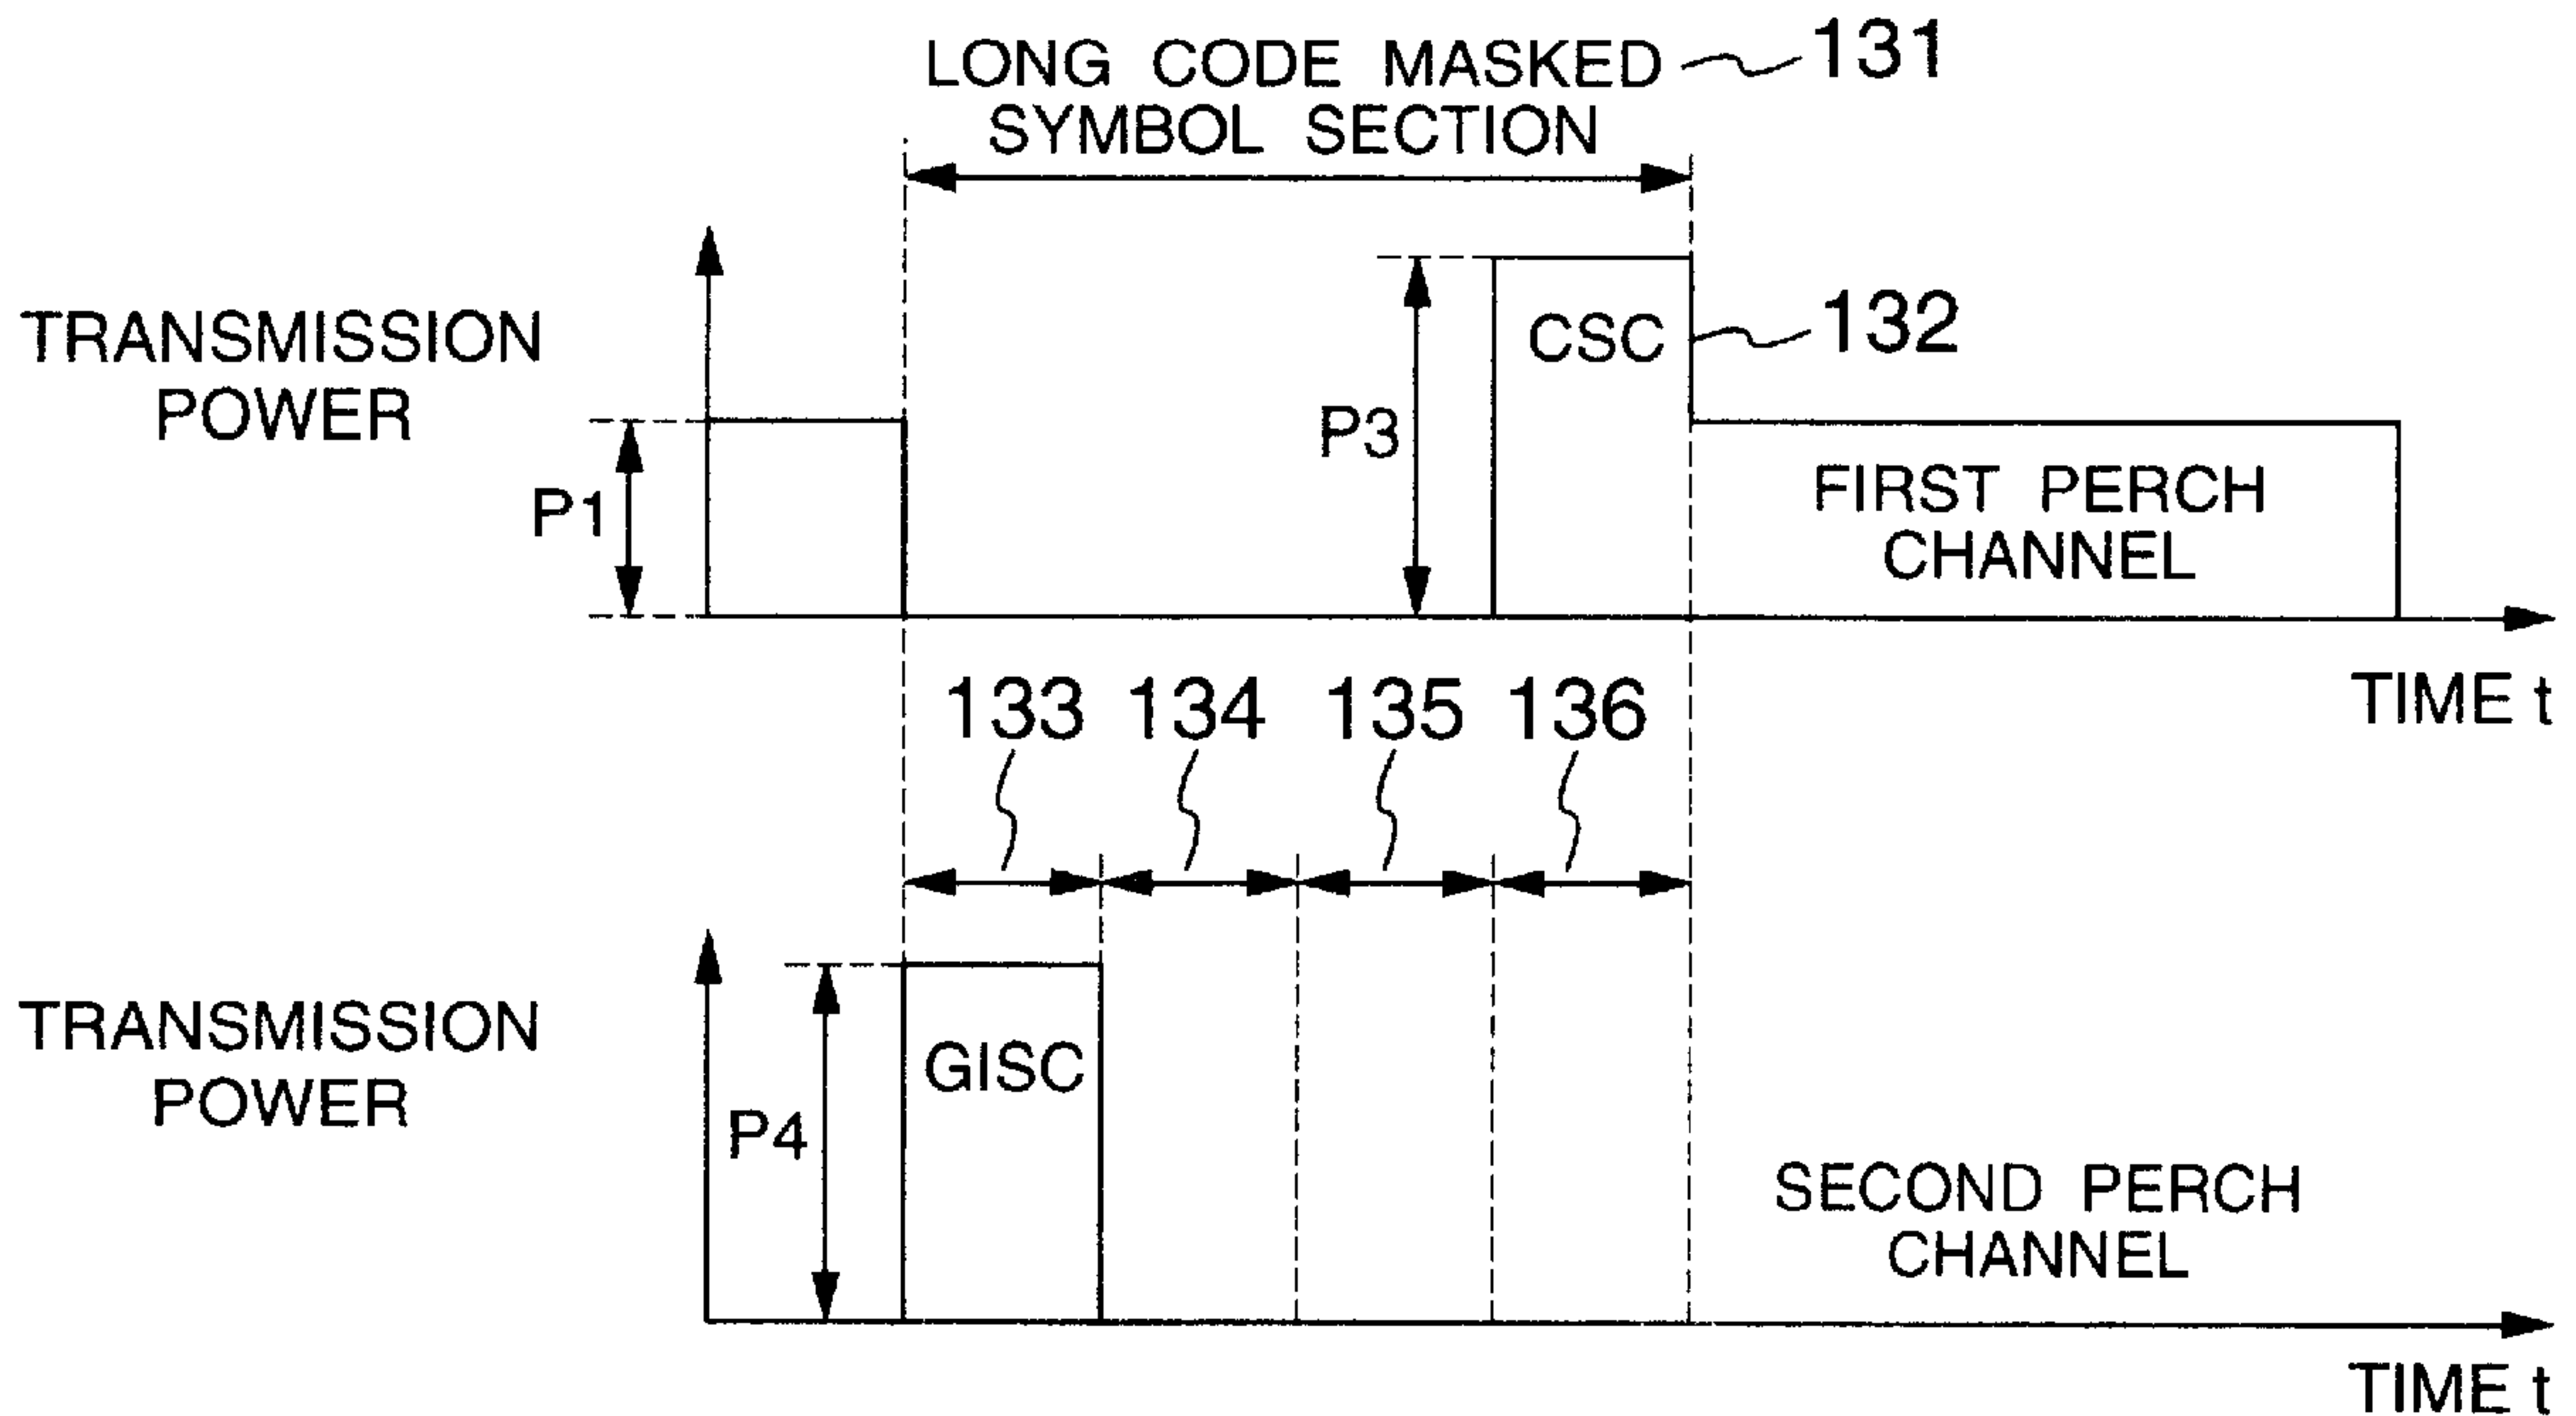 LONG CODE MASKED 131
SYMBOL SECTION
TRANSMISSION
POWER
P1
P3
CSC
132
FIRST PERCH
CHANNEL
TIME t
133 134 135 136
TRANSMISSION
POWER
P4
GISC
SECOND PERCH
CHANNEL
TIME t